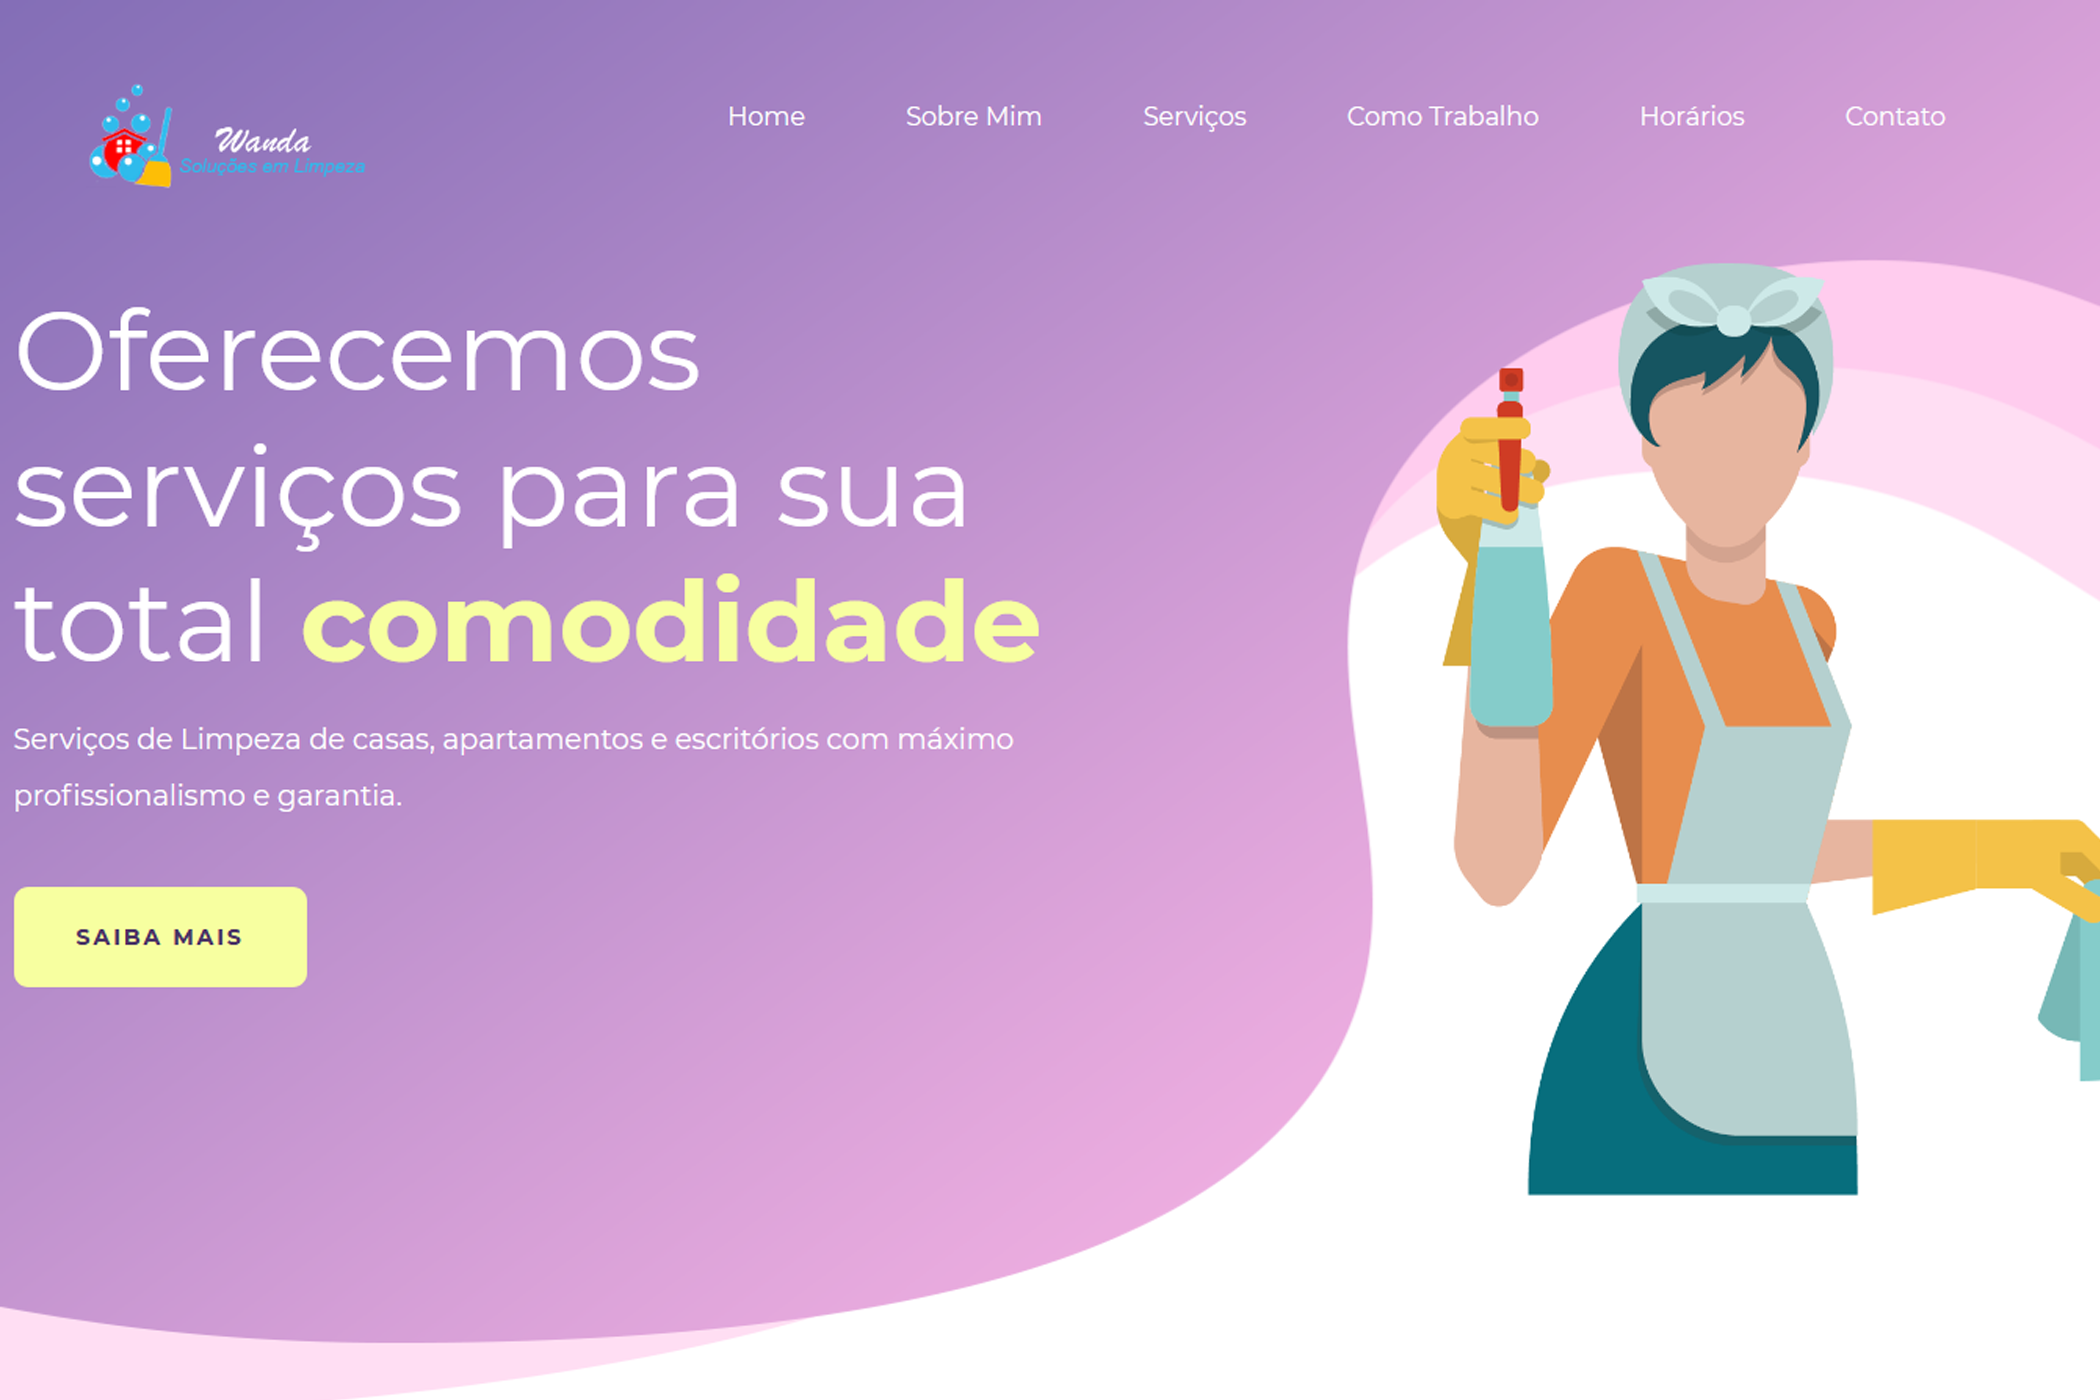 Wanda
Soluções em Limpeza
Home Sobre Mim Serviços Como Trabalho Horários Contato
Oferecemos
serviços para sua
total comodidade
Serviços de Limpeza de casas, apartamentos e escritórios com máximo
profissionalismo e garantia.
SAIBA MAIS